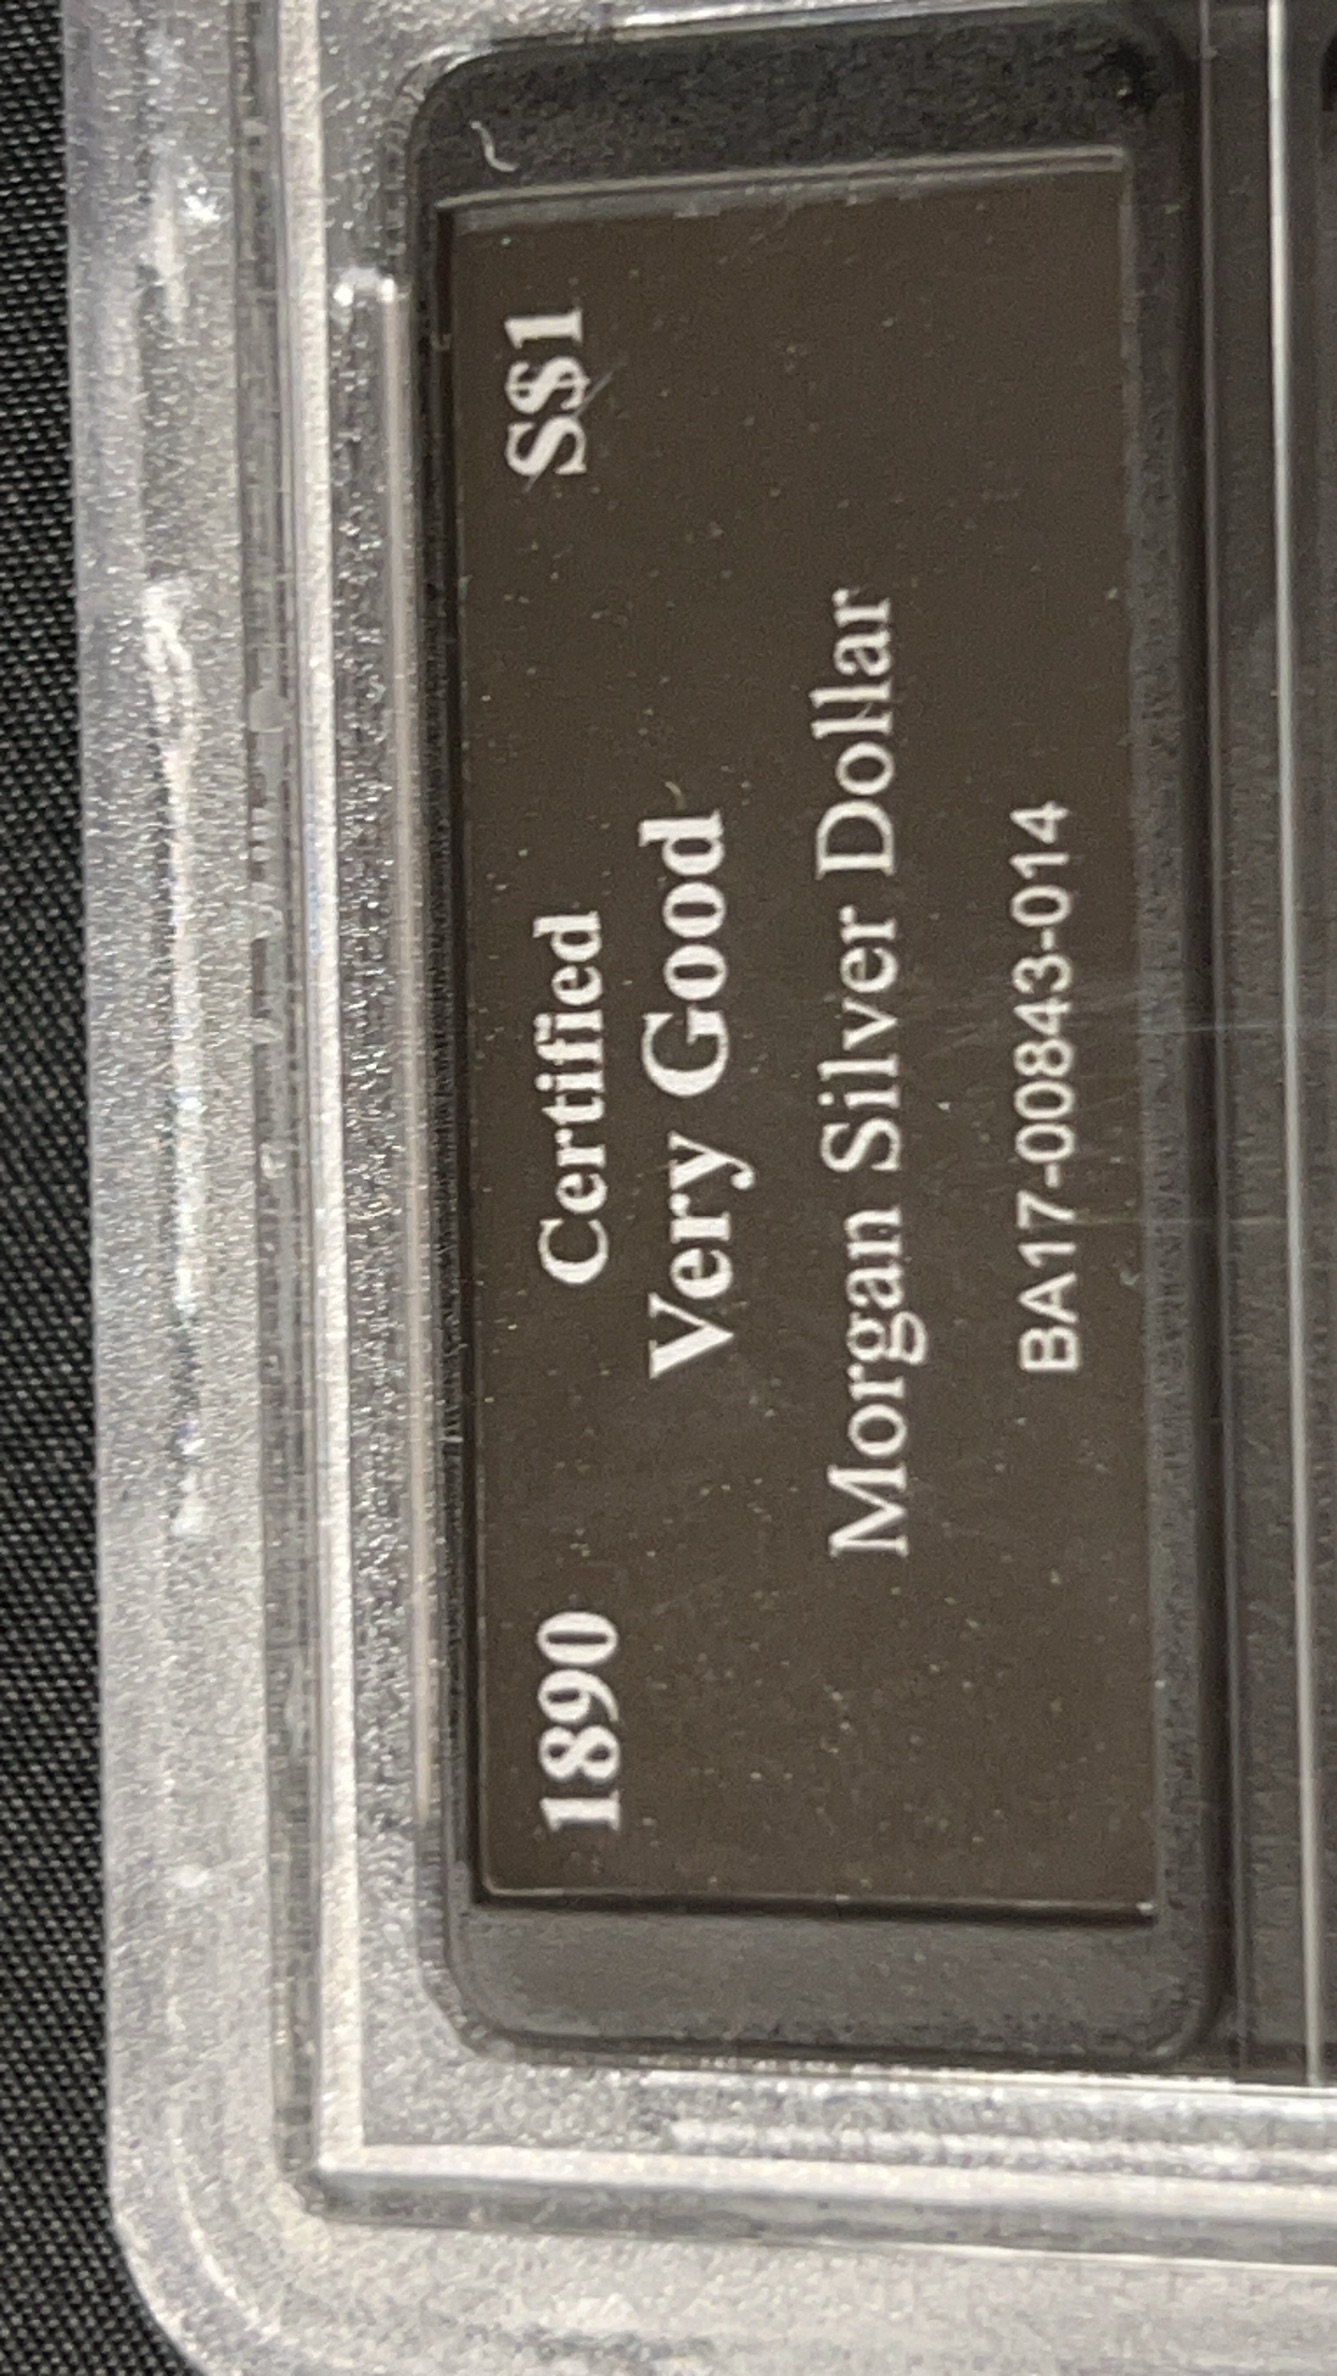 1890 Certified S$1
Very Good
Morgan Silver Dollar
BA17-00843-014